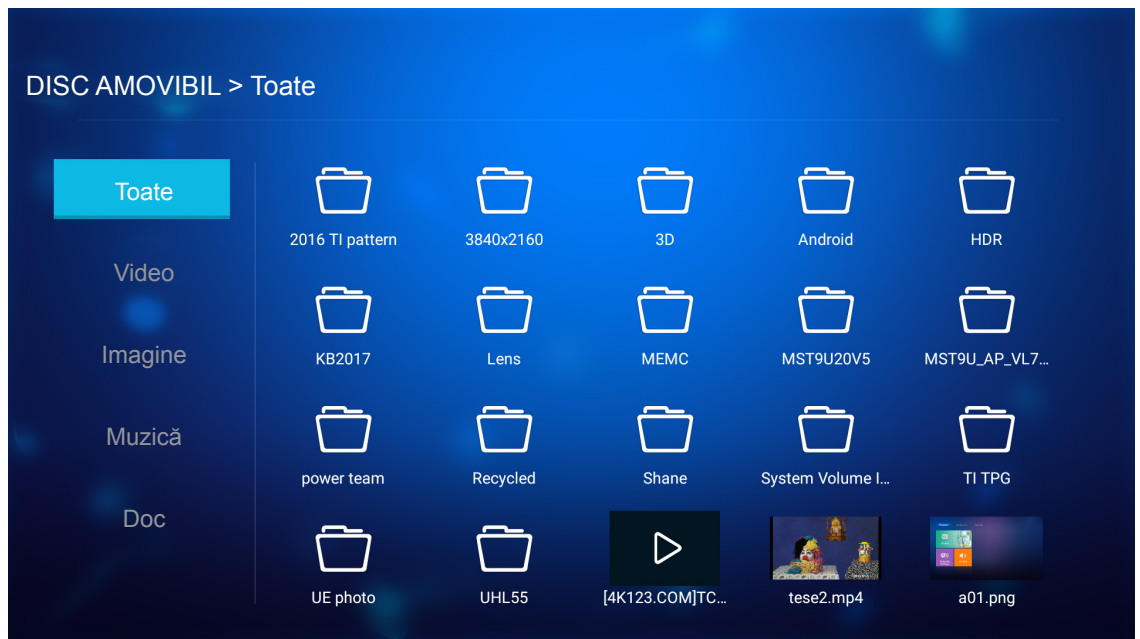 DISC AMOVIBIL > Toate
Toate
Video
Imagine
Muzică
Doc
2016 TI pattern
3840x2160
3D
Android
HDR
KB2017
Lens
MEMC
MST9U20V5
MST9U_AP_VL7...
power team
Recycled
Shane
System Volume I...
TI TPG
UE photo
UHL55
[4K123.COM]TC...
tese2.mp4
a01.png